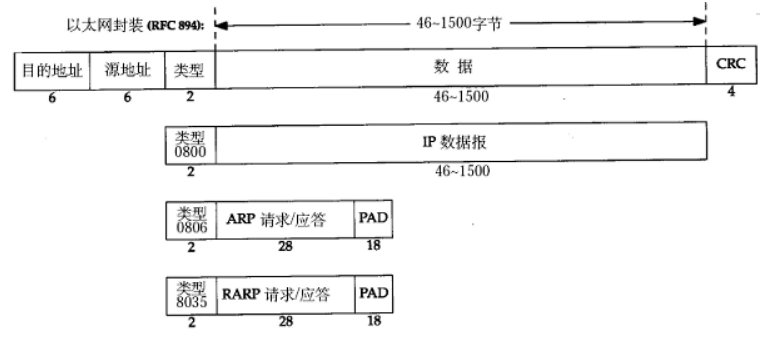 以太网封装 (RFC 894):
46~1500字节
目的地址 源地址 类型 数 据 CRC
6 6 2 46~1500 4
类型
0800
IP 数据报
2 46~1500
类型
0806
ARP 请求/应答 PAD
2 28 18
类型
8035
RARP 请求/应答 PAD
2 28 18